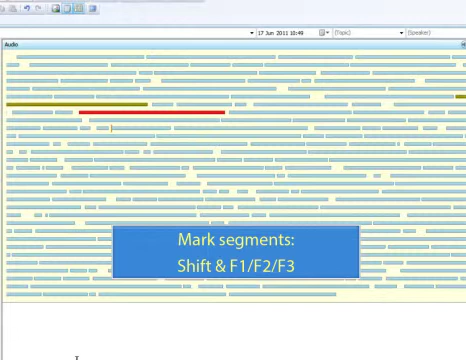 17 Jun 2011 10:49 (Topic) (Speaker)
Audio
Mark segments:
Shift & F1/F2/F3